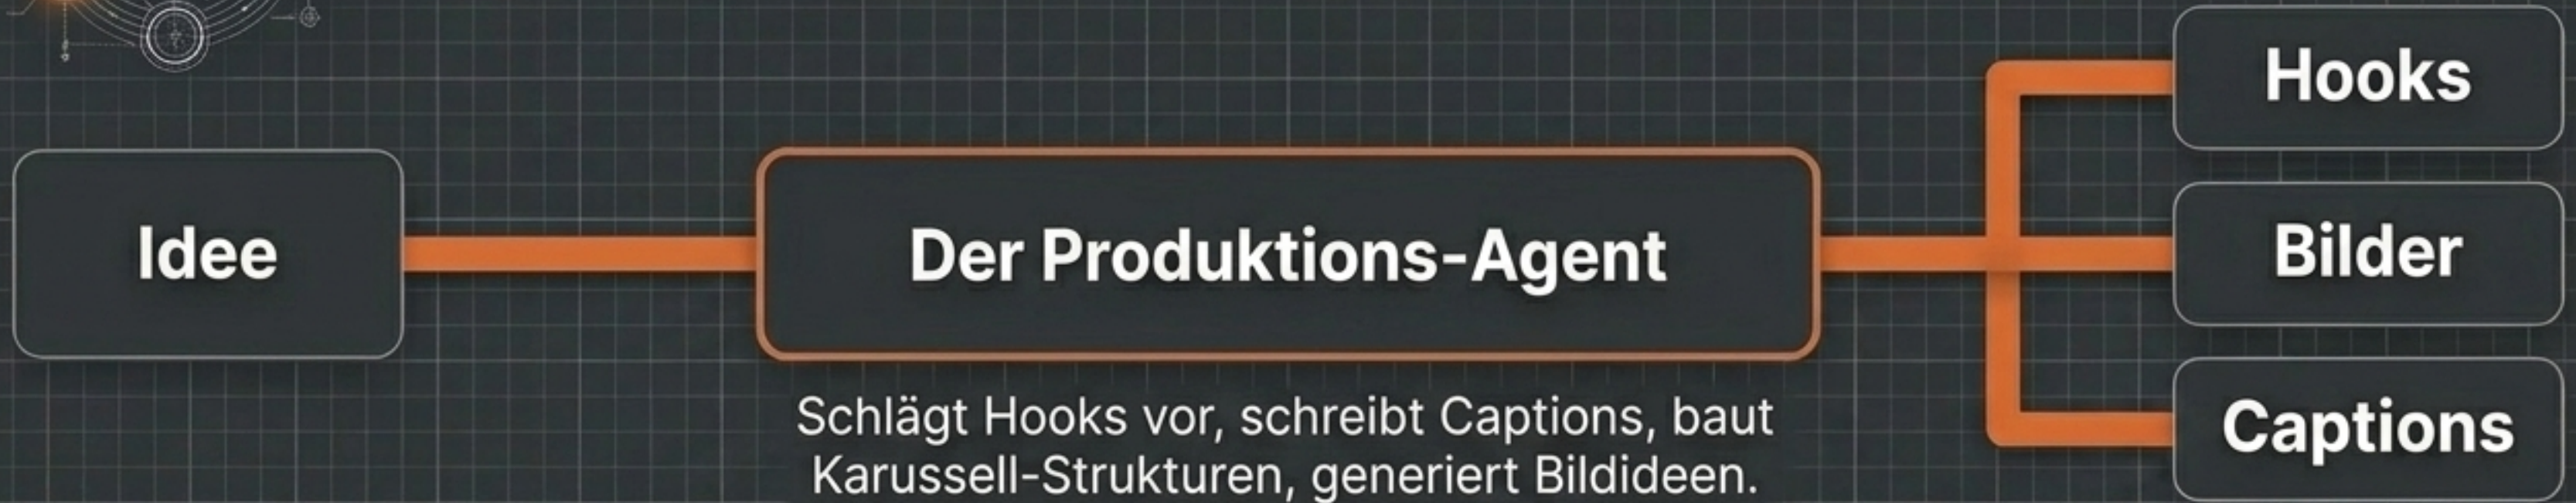 Idee
Der Produktions-Agent
Schlägt Hooks vor, schreibt Captions, baut
Karussell-Strukturen, generiert Bildideen.
Hooks
Bilder
Captions